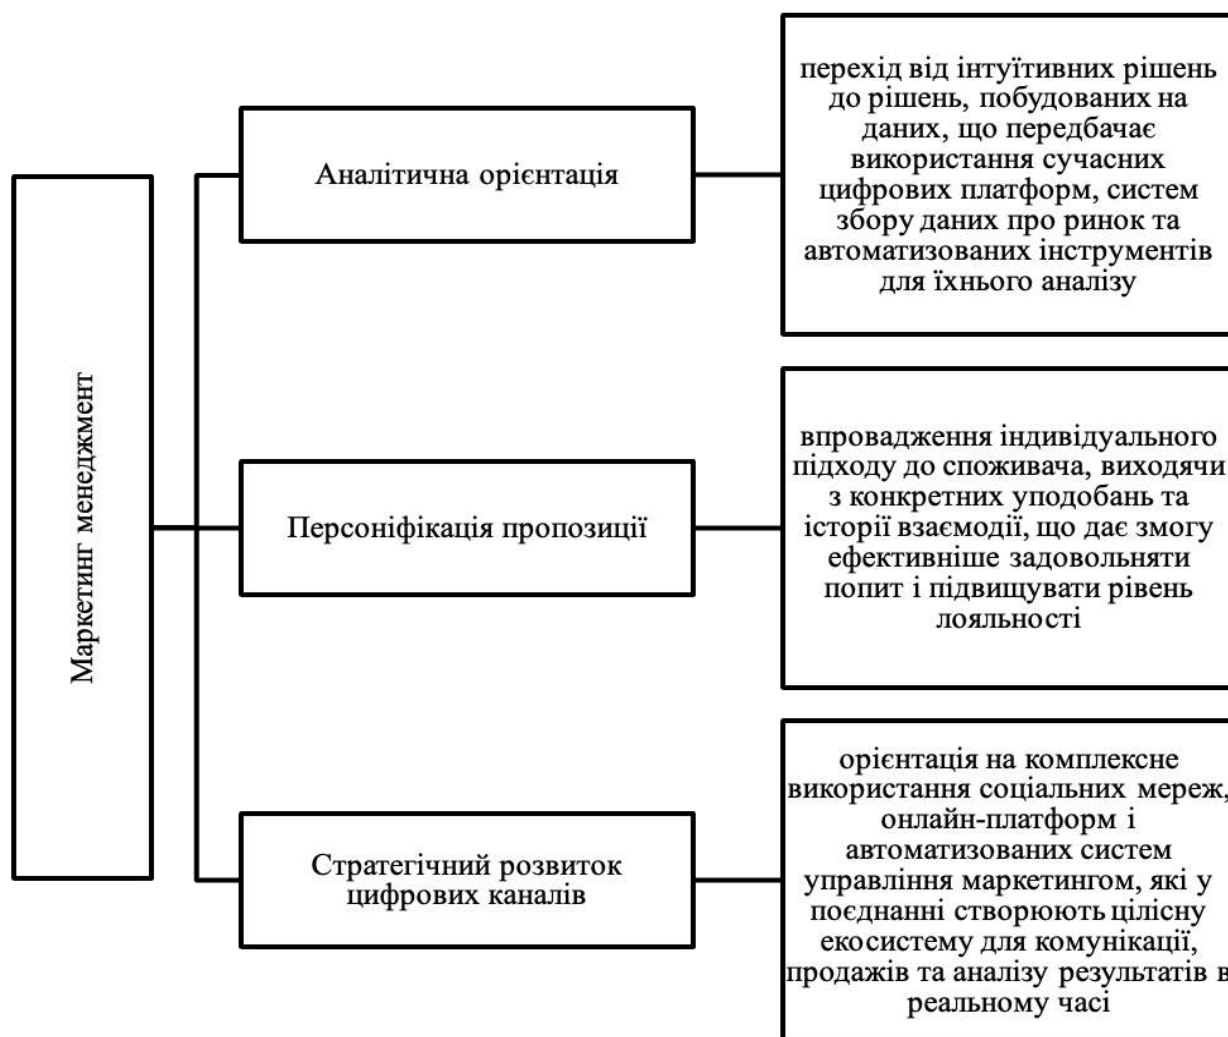 Маркетинг менеджмент
Аналітична орієнтація
перехід від інтуїтивних рішень
до рішень, побудованих на
даних, що передбачає
використання сучасних
цифрових платформ, систем
збору даних про ринок та
автоматизованих інструментів
для їхнього аналізу
Персоніфікація пропозиції
впровадження індивідуального
підходу до споживача, виходячи
з конкретних уподобань та
історії взаємодії, що дає змогу
ефективніше задовольняти
попит і підвищувати рівень
лояльності
Стратегічний розвиток
цифрових каналів
орієнтація на комплексне
використання соціальних мереж,
онлайн-платформ і
автоматизованих систем
управління маркетингом, які у
поєднанні створюють цілісну
екосистему для комунікації,
продажів та аналізу результатів в
реальному часі